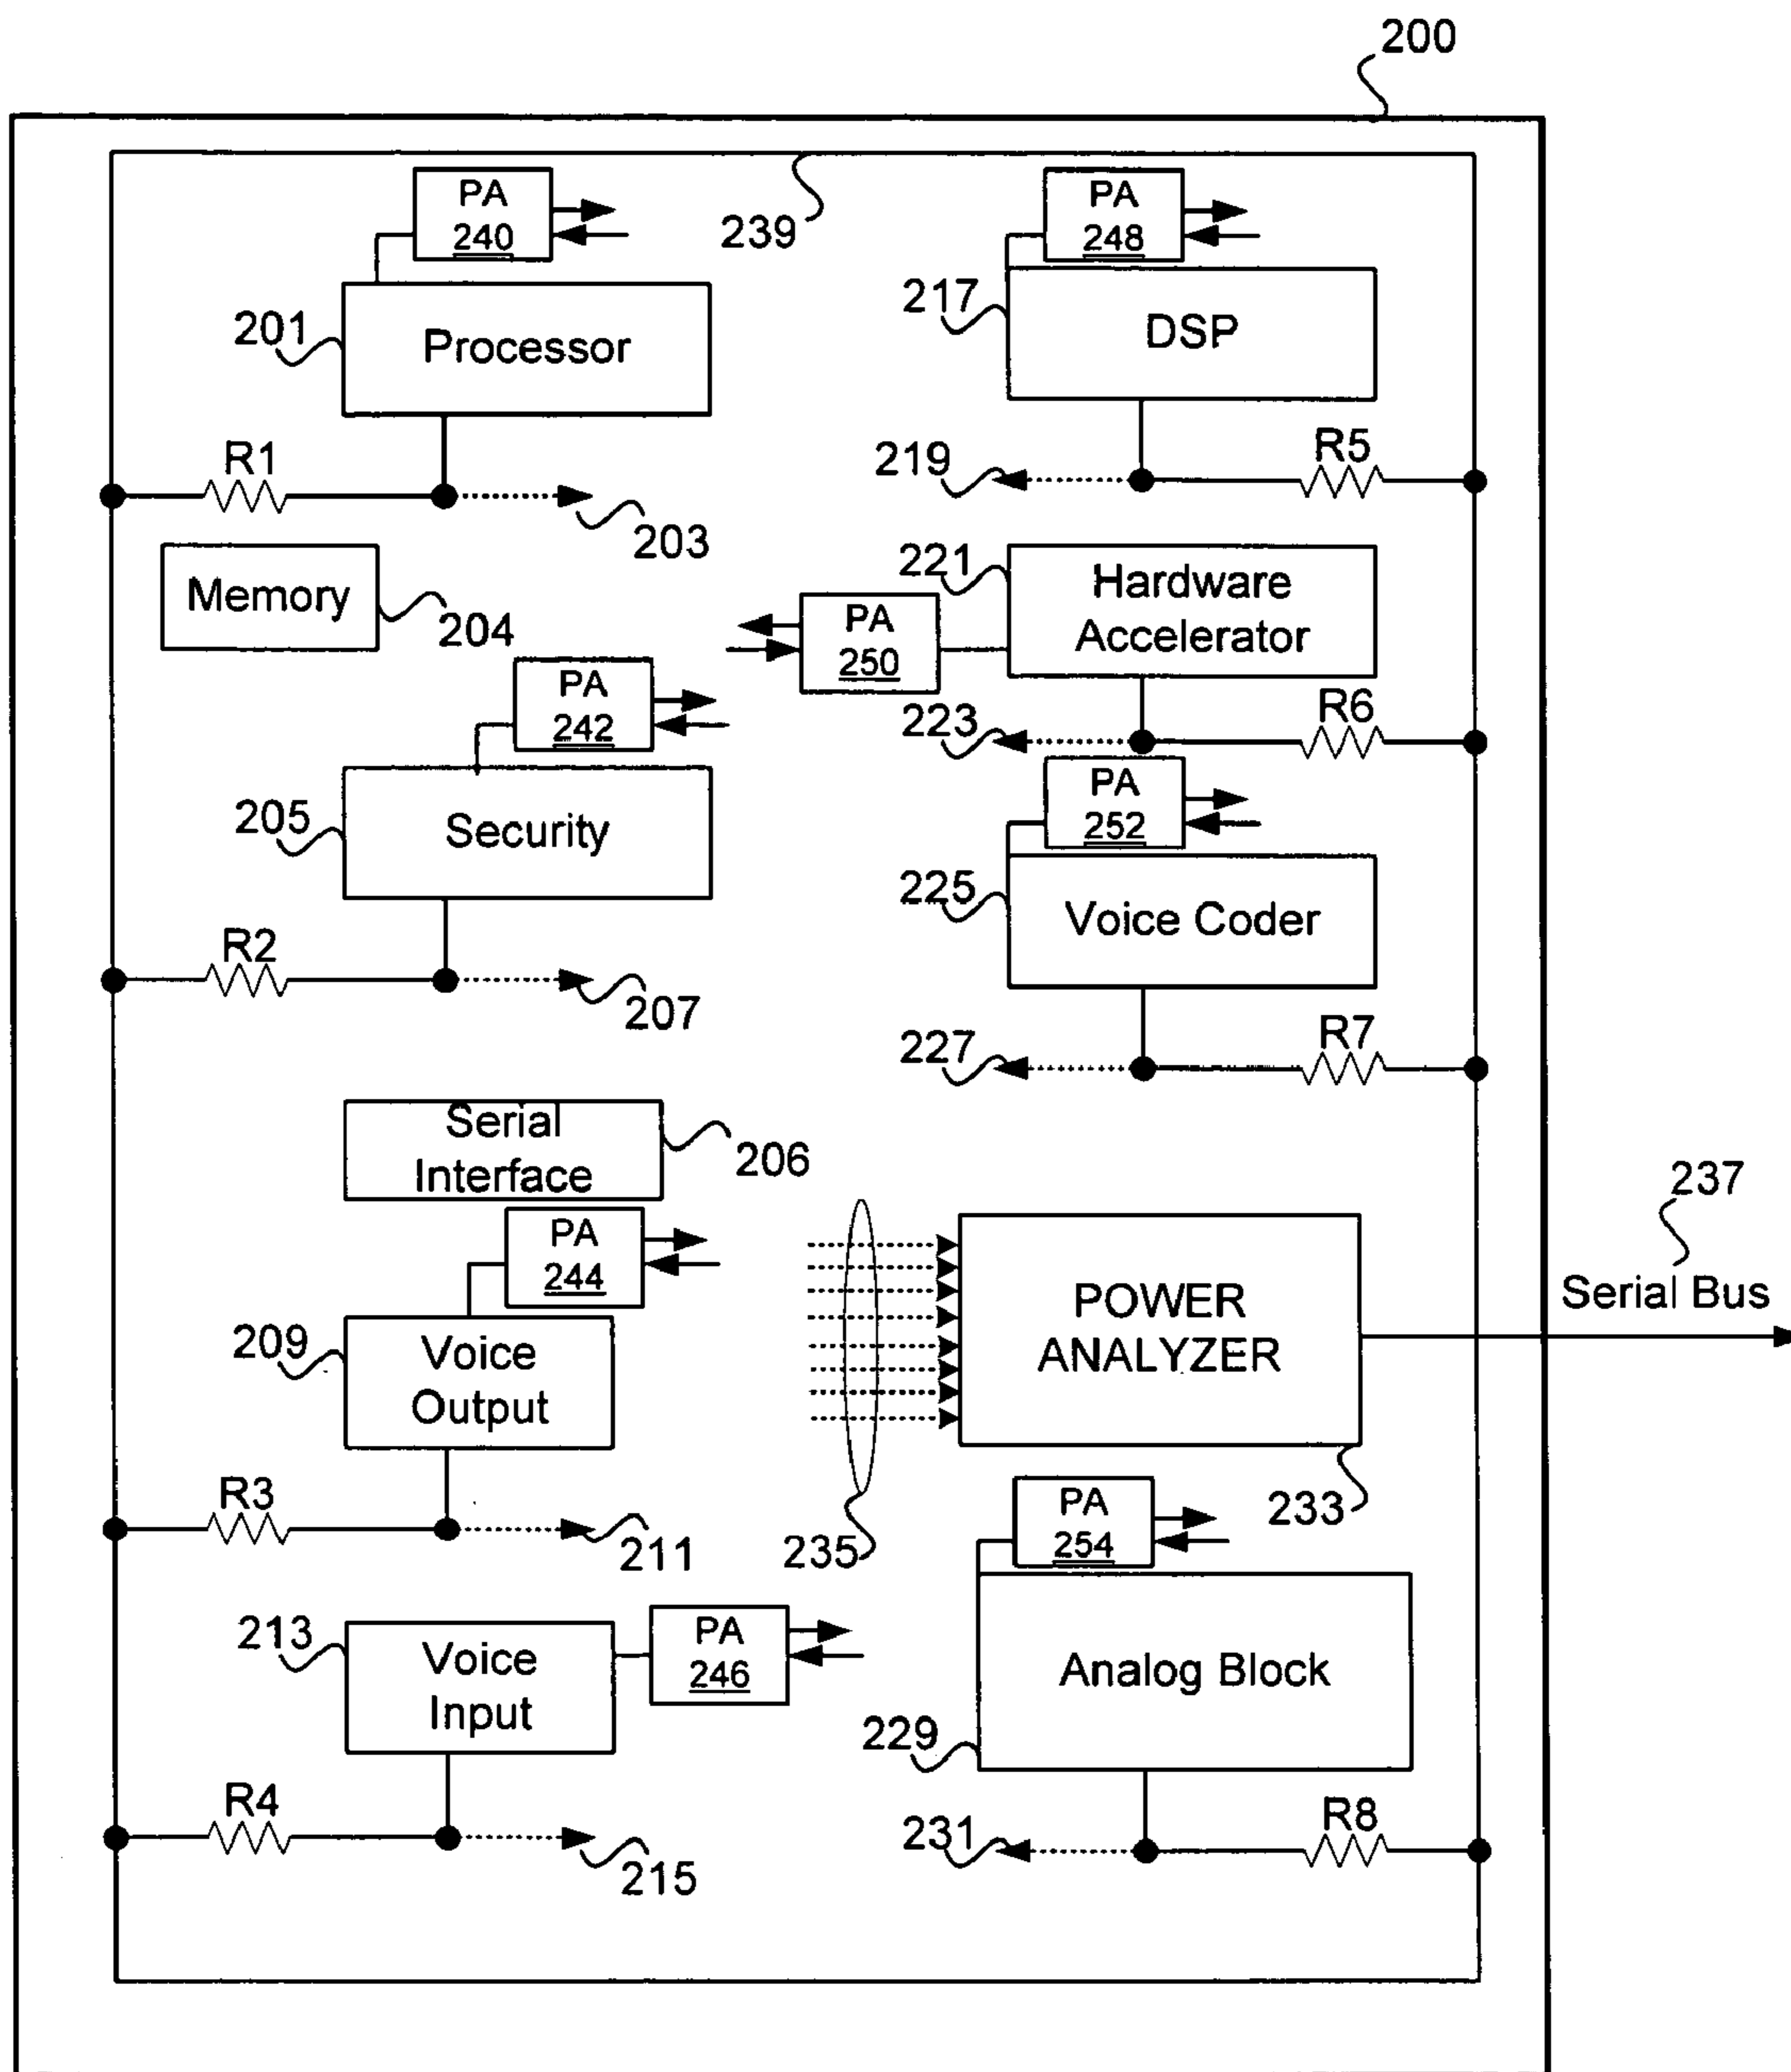 200
PA
240
239
PA
248
201
Processor
217
DSP
R1
203
219
R5
Memory
204
221
Hardware
Accelerator
PA
250
PA
242
223
R6
205
Security
PA
252
225
Voice Coder
R2
207
227
R7
Serial
Interface
206
237
Serial Bus
PA
244
209
Voice
Output
POWER
ANALYZER
233
235
R3
211
PA
254
213
Voice
Input
PA
246
Analog Block
229
R4
215
231
R8